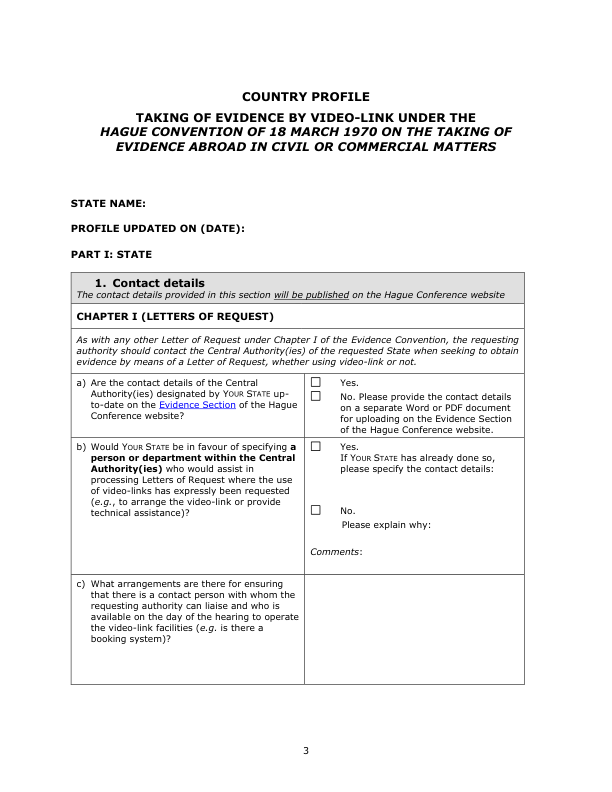 COUNTRY PROFILE
TAKING OF EVIDENCE BY VIDEO-LINK UNDER THE
HAGUE CONVENTION OF 18 MARCH 1970 ON THE TAKING OF
EVIDENCE ABROAD IN CIVIL OR COMMERCIAL MATTERS
STATE NAME:
PROFILE UPDATED ON (DATE):
PART I: STATE
1. Contact details
The contact details provided in this section will be published on the Hague Conference website
CHAPTER I (LETTERS OF REQUEST)
As with any other Letter of Request under Chapter I of the Evidence Convention, the requesting
authority should contact the Central Authority(ies) of the requested State when seeking to obtain
evidence by means of a Letter of Request, whether using video-link or not.
a) Are the contact details of the Central
Authority(ies) designated by YOUR STATE up-
to-date on the Evidence Section of the Hague
Conference website?
☐ Yes.
☐ No. Please provide the contact details
on a separate Word or PDF document
for uploading on the Evidence Section
of the Hague Conference website.
b) Would YOUR STATE be in favour of specifying a
person or department within the Central
Authority(ies) who would assist in
processing Letters of Request where the use
of video-links has expressly been requested
(e.g., to arrange the video-link or provide
technical assistance)?
☐ Yes.
If YOUR STATE has already done so,
please specify the contact details:
☐ No.
Please explain why:
Comments:
c) What arrangements are there for ensuring
that there is a contact person with whom the
requesting authority can liaise and who is
available on the day of the hearing to operate
the video-link facilities (e.g. is there a
booking system)?
3